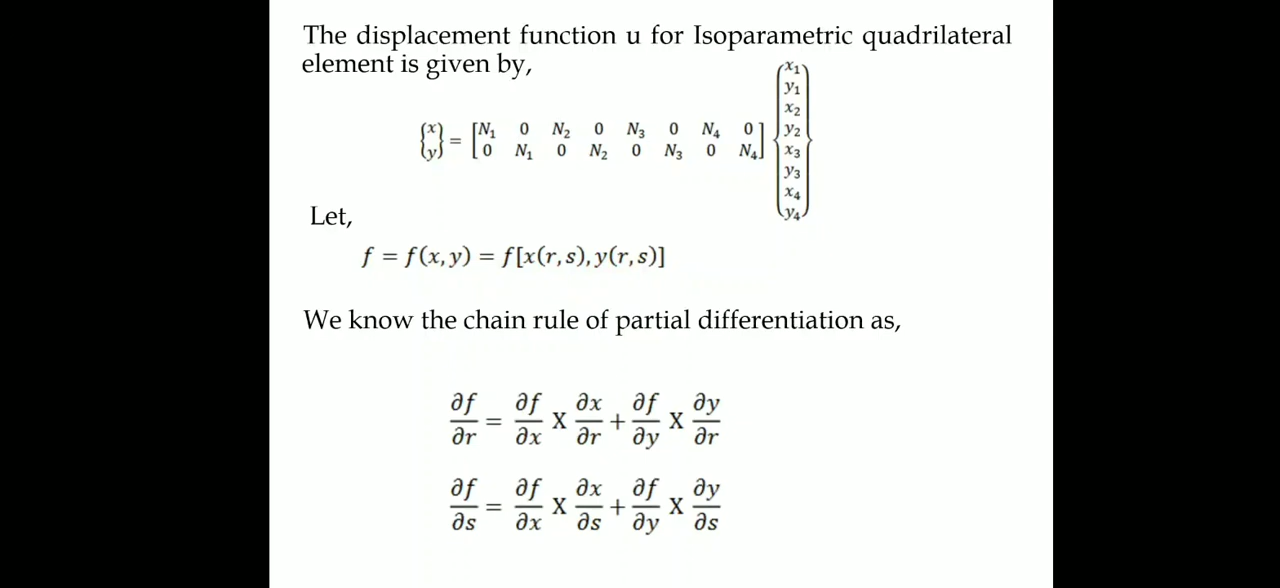 The displacement function u for Isoparametric quadrilateral
element is given by,
{x y} = [N₁ 0 N₂ 0 N₃ 0 N₄ 0
0 N₁ 0 N₂ 0 N₃ 0 N₄] {x₁ y₁ x₂ y₂ x₃ y₃ x₄ y₄}
Let,
f = f(x, y) = f[x(r, s), y(r, s)]
We know the chain rule of partial differentiation as,
∂f/∂r = ∂f/∂x X ∂x/∂r + ∂f/∂y X ∂y/∂r
∂f/∂s = ∂f/∂x X ∂x/∂s + ∂f/∂y X ∂y/∂s